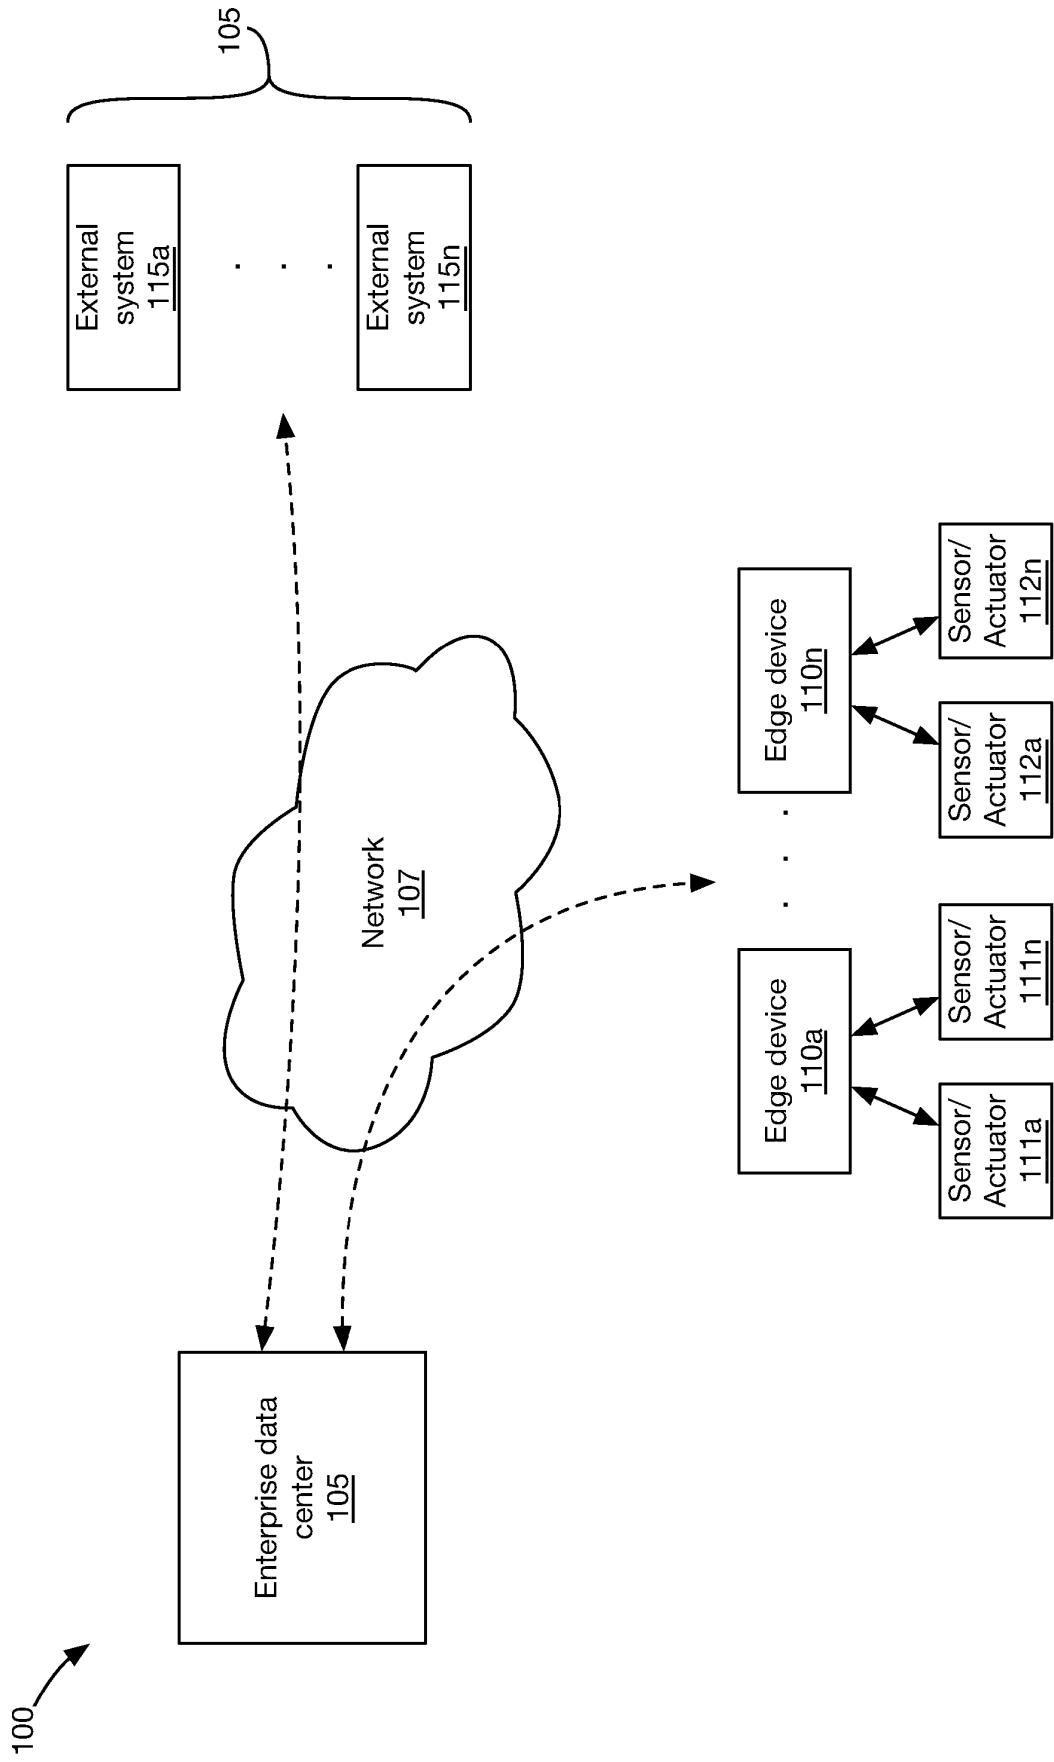 100
Enterprise data
center
105
Network
107
External
system
115a
. . .
External
system
115n
105
Edge device
110a
. . .
Edge device
110n
Sensor/
Actuator
111a
Sensor/
Actuator
111n
Sensor/
Actuator
112a
Sensor/
Actuator
112n